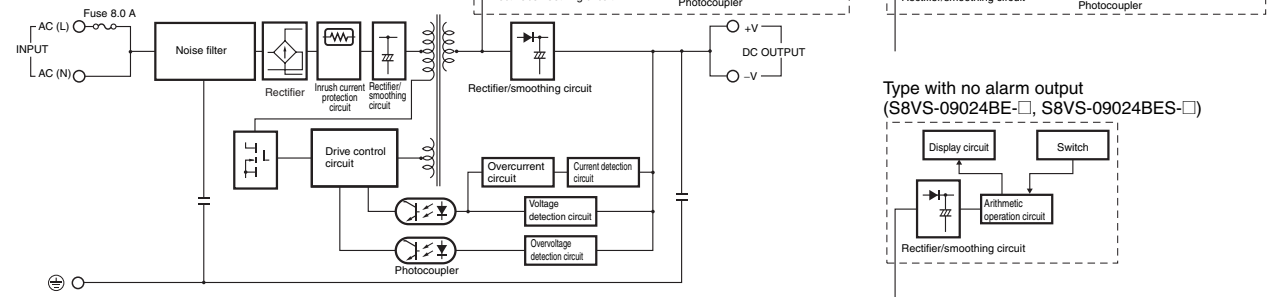 Photocoupler
Photocoupler
Fuse 8.0 A
AC (L)
INPUT
AC (N)
Noise filter
Rectifier
Inrush current
protection
circuit
Rectifier/
smoothing
circuit
Rectifier/smoothing circuit
+V
DC OUTPUT
–V
Drive control
circuit
Overcurrent
circuit
Current detection
circuit
Voltage
detection circuit
Overvoltage
detection circuit
Photocoupler
Type with no alarm output
(S8VS-09024BE-□, S8VS-09024BES-□)
Display circuit
Switch
Arithmetic
operation circuit
Rectifier/smoothing circuit